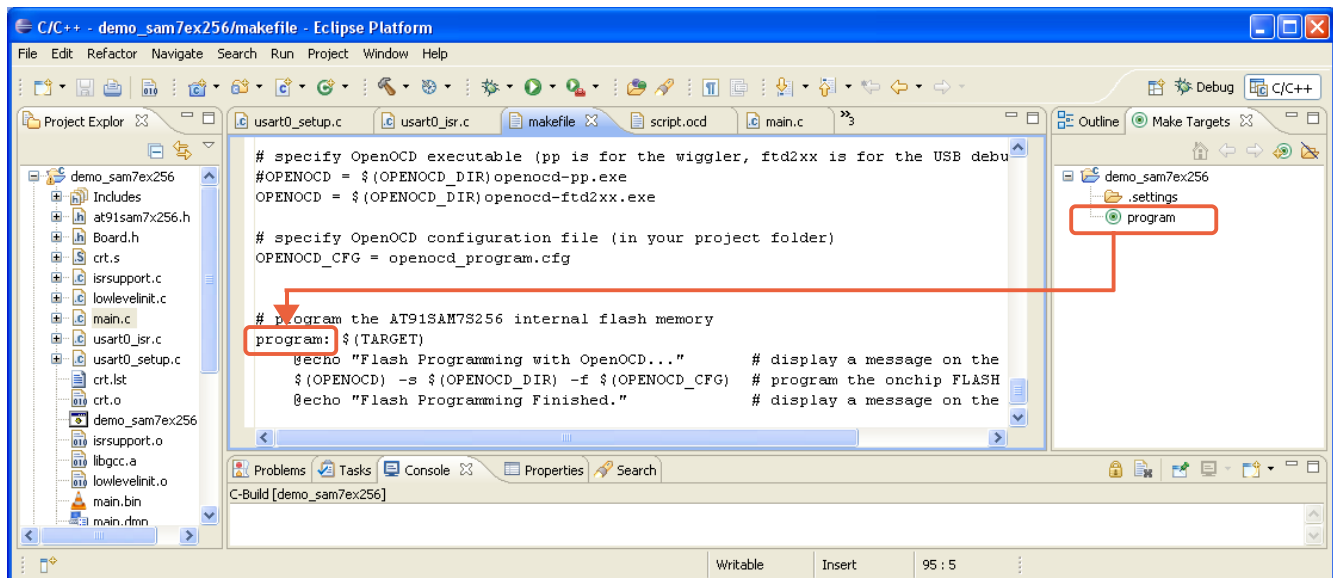 C/C++ - demo_sam7ex256/makefile - Eclipse Platform
File Edit Refactor Navigate Search Run Project Window Help
Debug C/C++
Project Explor
demo_sam7ex256
Includes
at91sam7x256.h
Board.h
crt.s
isrsupport.c
lowlevelinit.c
main.c
usart0_isr.c
usart0_setup.c
crt.lst
crt.o
demo_sam7ex256
isrsupport.o
libgcc.a
lowlevelinit.o
main.bin
main.dmp
usart0_setup.c usart0_isr.c makefile script.ocd main.c »3
# specify OpenOCD executable (pp is for the wiggler, ftd2xx is for the USB debu
#OPENOCD = $(OPENOCD_DIR)openocd-pp.exe
OPENOCD = $(OPENOCD_DIR)openocd-ftd2xx.exe
# specify OpenOCD configuration file (in your project folder)
OPENOCD_CFG = openocd_program.cfg
# program the AT91SAM7S256 internal flash memory
program: $(TARGET)
@echo "Flash Programming with OpenOCD..." # display a message on the
$(OPENOCD) -s $(OPENOCD_DIR) -f $(OPENOCD_CFG) # program the onchip FLASH
@echo "Flash Programming Finished." # display a message on the
Outline Make Targets
demo_sam7ex256
.settings
program
Problems Tasks Console Properties Search
C-Build [demo_sam7ex256]
Writable Insert 95 : 5